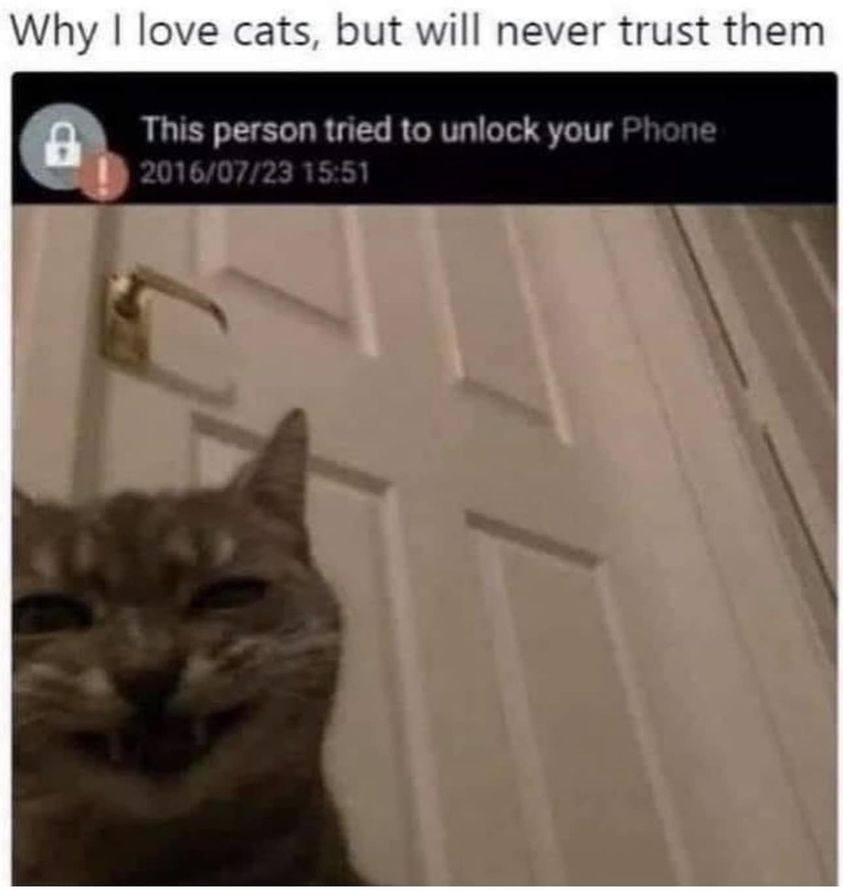 Why I love cats, but will never trust them
This person tried to unlock your Phone
2016/07/23 15:51